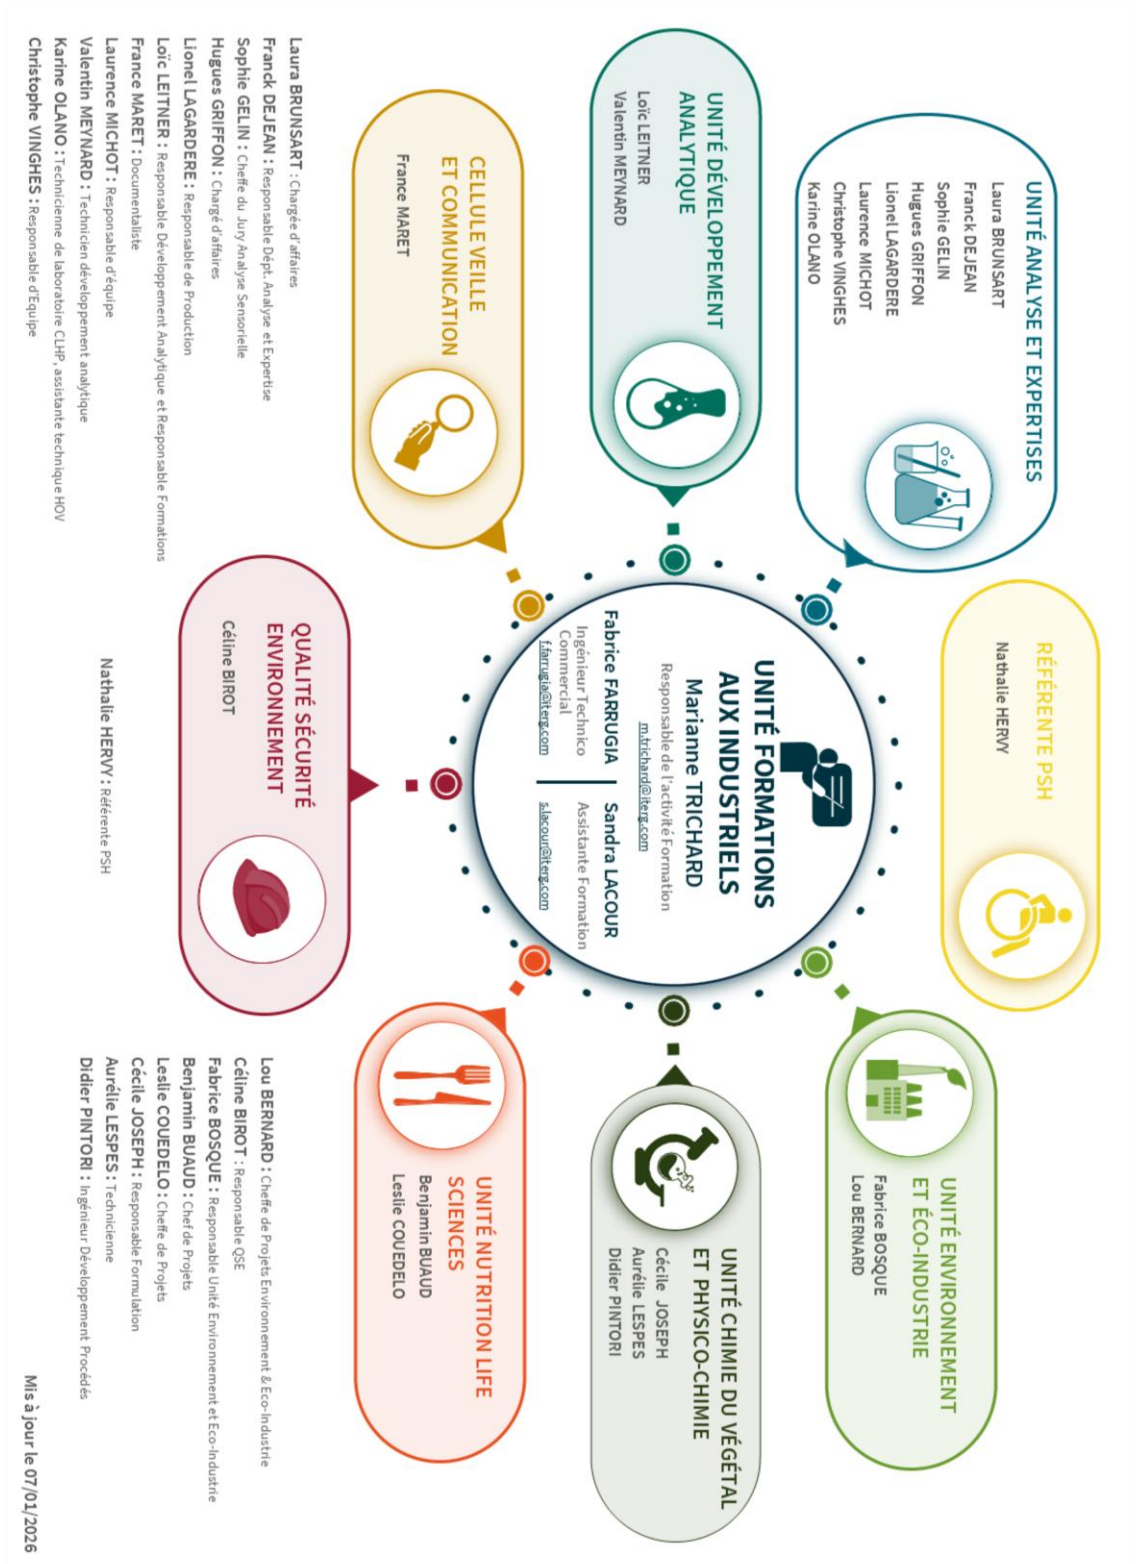 RÉFÉRENTE PSH
Nathalie HERVY
UNITÉ ANALYSE ET EXPERTISES
Laura BRUNSART
Franck DEJEAN
Sophie GELIN
Hugues GRIFFON
Lionel LAGARDERE
Laurence MICHOT
Christophe VINGHES
Karine OLANO
UNITÉ ENVIRONNEMENT
ET ÉCO-INDUSTRIE
Fabrice BOSQUE
Lou BERNARD
UNITÉ DÉVELOPPEMENT
ANALYTIQUE
Loïc LEITNER
Valentin MEYNARD
UNITÉ FORMATIONS
AUX INDUSTRIELS
Marianne TRICHARD
Responsable de l'activité Formation
m.trichard@iterg.com
Fabrice FARRUGIA
Ingénieur Technico
Commercial
f.farrugia@iterg.com
Sandra LACOUR
Assistante Formation
s.lacour@iterg.com
UNITÉ CHIMIE DU VÉGÉTAL
ET PHYSICO-CHIMIE
Cécile JOSEPH
Aurélie LESPES
Didier PINTORI
CELLULE VEILLE
ET COMMUNICATION
France MARET
UNITÉ NUTRITION LIFE
SCIENCES
Benjamin BUAUD
Leslie COUEDELO
QUALITÉ SÉCURITÉ
ENVIRONNEMENT
Céline BIROT
Laura BRUNSART : Chargée d'affaires
Franck DEJEAN : Responsable Dépt. Analyse et Expertise
Sophie GELIN : Cheffe du Jury Analyse Sensorielle
Hugues GRIFFON : Chargé d'affaires
Lionel LAGARDERE : Responsable de Production
Loïc LEITNER : Responsable Développement Analytique et Responsable Formations
France MARET : Documentaliste
Laurence MICHOT : Responsable d'équipe
Valentin MEYNARD : Technicien développement analytique
Karine OLANO : Technicienne de laboratoire CLHP, assistante technique HOV
Christophe VINGHES : Responsable d'Equipe
Nathalie HERVY : Référente PSH
Lou BERNARD : Cheffe de Projets Environnement & Eco-Industrie
Céline BIROT : Responsable QSE
Fabrice BOSQUE : Responsable Unité Environnement et Eco-Industrie
Benjamin BUAUD : Chef de Projets
Leslie COUEDELO : Cheffe de Projets
Cécile JOSEPH : Responsable Formulation
Aurélie LESPES : Technicienne
Didier PINTORI : Ingénieur Développement Procédés
Mis à jour le 07/01/2026